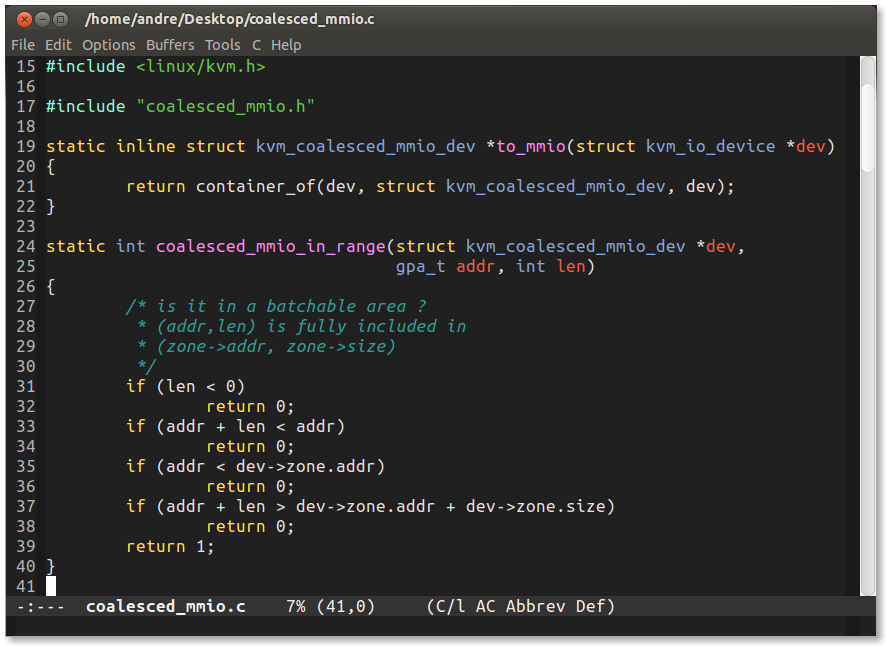 /home/andre/Desktop/coalesced_mmio.c
File Edit Options Buffers Tools C Help
15 #include <linux/kvm.h>
16
17 #include "coalesced_mmio.h"
18
19 static inline struct kvm_coalesced_mmio_dev *to_mmio(struct kvm_io_device *dev)
20 {
21         return container_of(dev, struct kvm_coalesced_mmio_dev, dev);
22 }
23
24 static int coalesced_mmio_in_range(struct kvm_coalesced_mmio_dev *dev,
25                                    gpa_t addr, int len)
26 {
27         /* is it in a batchable area ?
28          * (addr,len) is fully included in
29          * (zone->addr, zone->size)
30          */
31         if (len < 0)
32                 return 0;
33         if (addr + len < addr)
34                 return 0;
35         if (addr < dev->zone.addr)
36                 return 0;
37         if (addr + len > dev->zone.addr + dev->zone.size)
38                 return 0;
39         return 1;
40 }
41
-:---  coalesced_mmio.c    7% (41,0)     (C/l AC Abbrev Def)